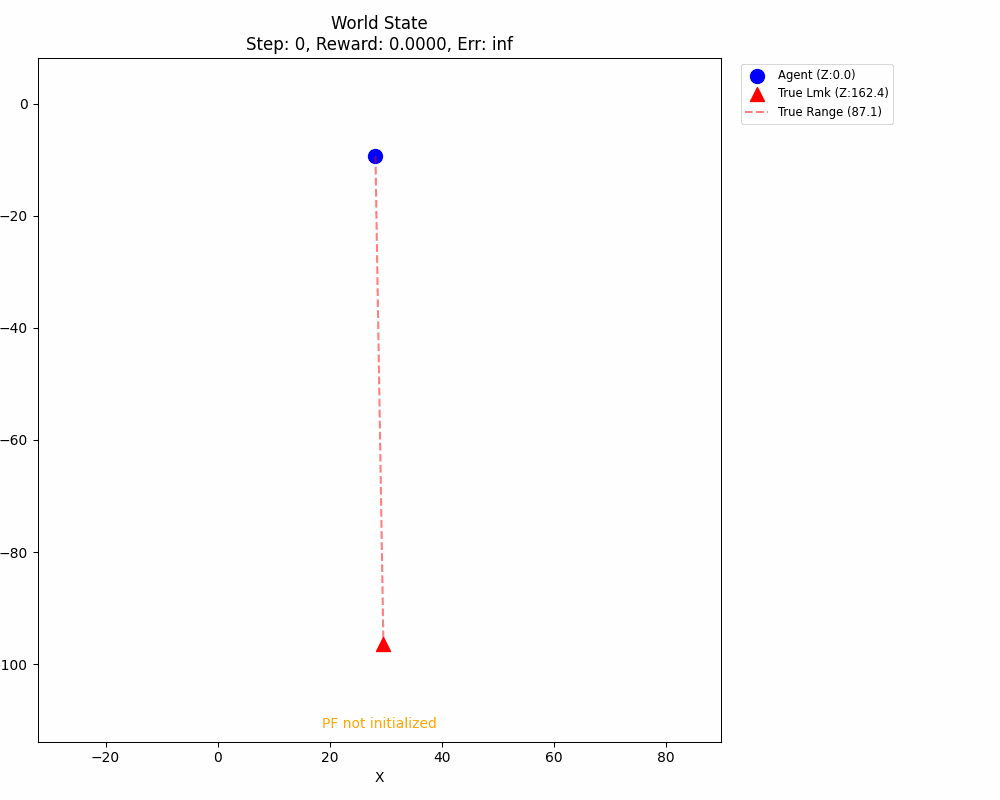 World State
Step: 0, Reward: 0.0000, Err: inf
Agent (Z:0.0)
True Lmk (Z:162.4)
True Range (87.1)
0
−20
−40
−60
−80
100
PF not initialized
−20
0
20
40
60
80
X